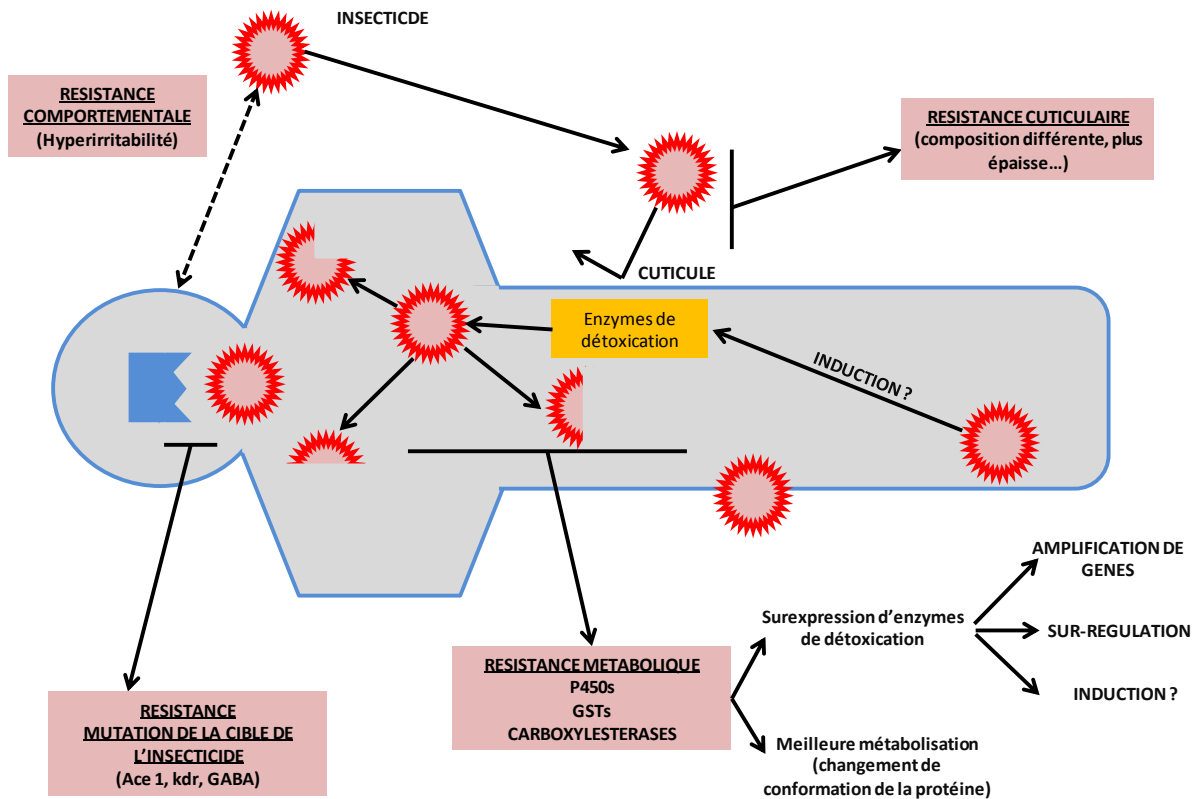 INSECTICDE
RESISTANCE
COMPORTEMENTALE
(Hyperirritabilité)
RESISTANCE CUTICULAIRE
(composition différente, plus
épaisse…)
CUTICULE
Enzymes de
détoxication
INDUCTION ?
RESISTANCE
MUTATION DE LA CIBLE DE
L’INSECTICIDE
(Ace 1, kdr, GABA)
RESISTANCE METABOLIQUE
P450s
GSTs
CARBOXYLESTERASES
Surexpression d’enzymes
de détoxication
Meilleure métabolisation
(changement de
conformation de la protéine)
AMPLIFICATION DE
GENES
SUR-REGULATION
INDUCTION ?